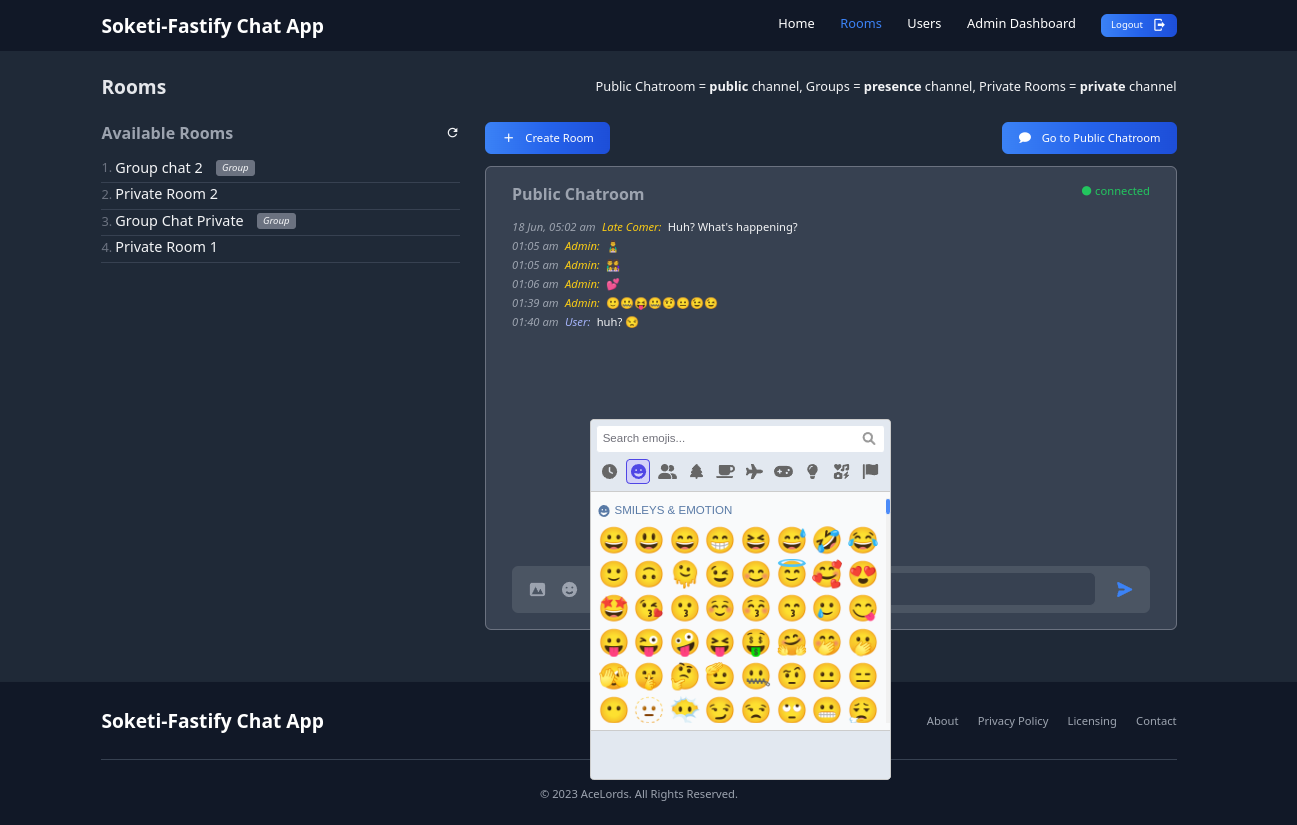 Soketi-Fastify Chat App
Home Rooms Users Admin Dashboard Logout
Rooms
Public Chatroom = public channel, Groups = presence channel, Private Rooms = private channel
Available Rooms
1. Group chat 2 Group
2. Private Room 2
3. Group Chat Private Group
4. Private Room 1
Create Room
Go to Public Chatroom
Public Chatroom
connected
18 Jun, 05:02 am Late Comer: Huh? What's happening?
01:05 am Admin:
01:05 am Admin:
01:06 am Admin: 💕
01:39 am Admin:
01:40 am User: huh? 😒
Search emojis...
SMILEYS & EMOTION
Soketi-Fastify Chat App
About Privacy Policy Licensing Contact
© 2023 AceLords. All Rights Reserved.